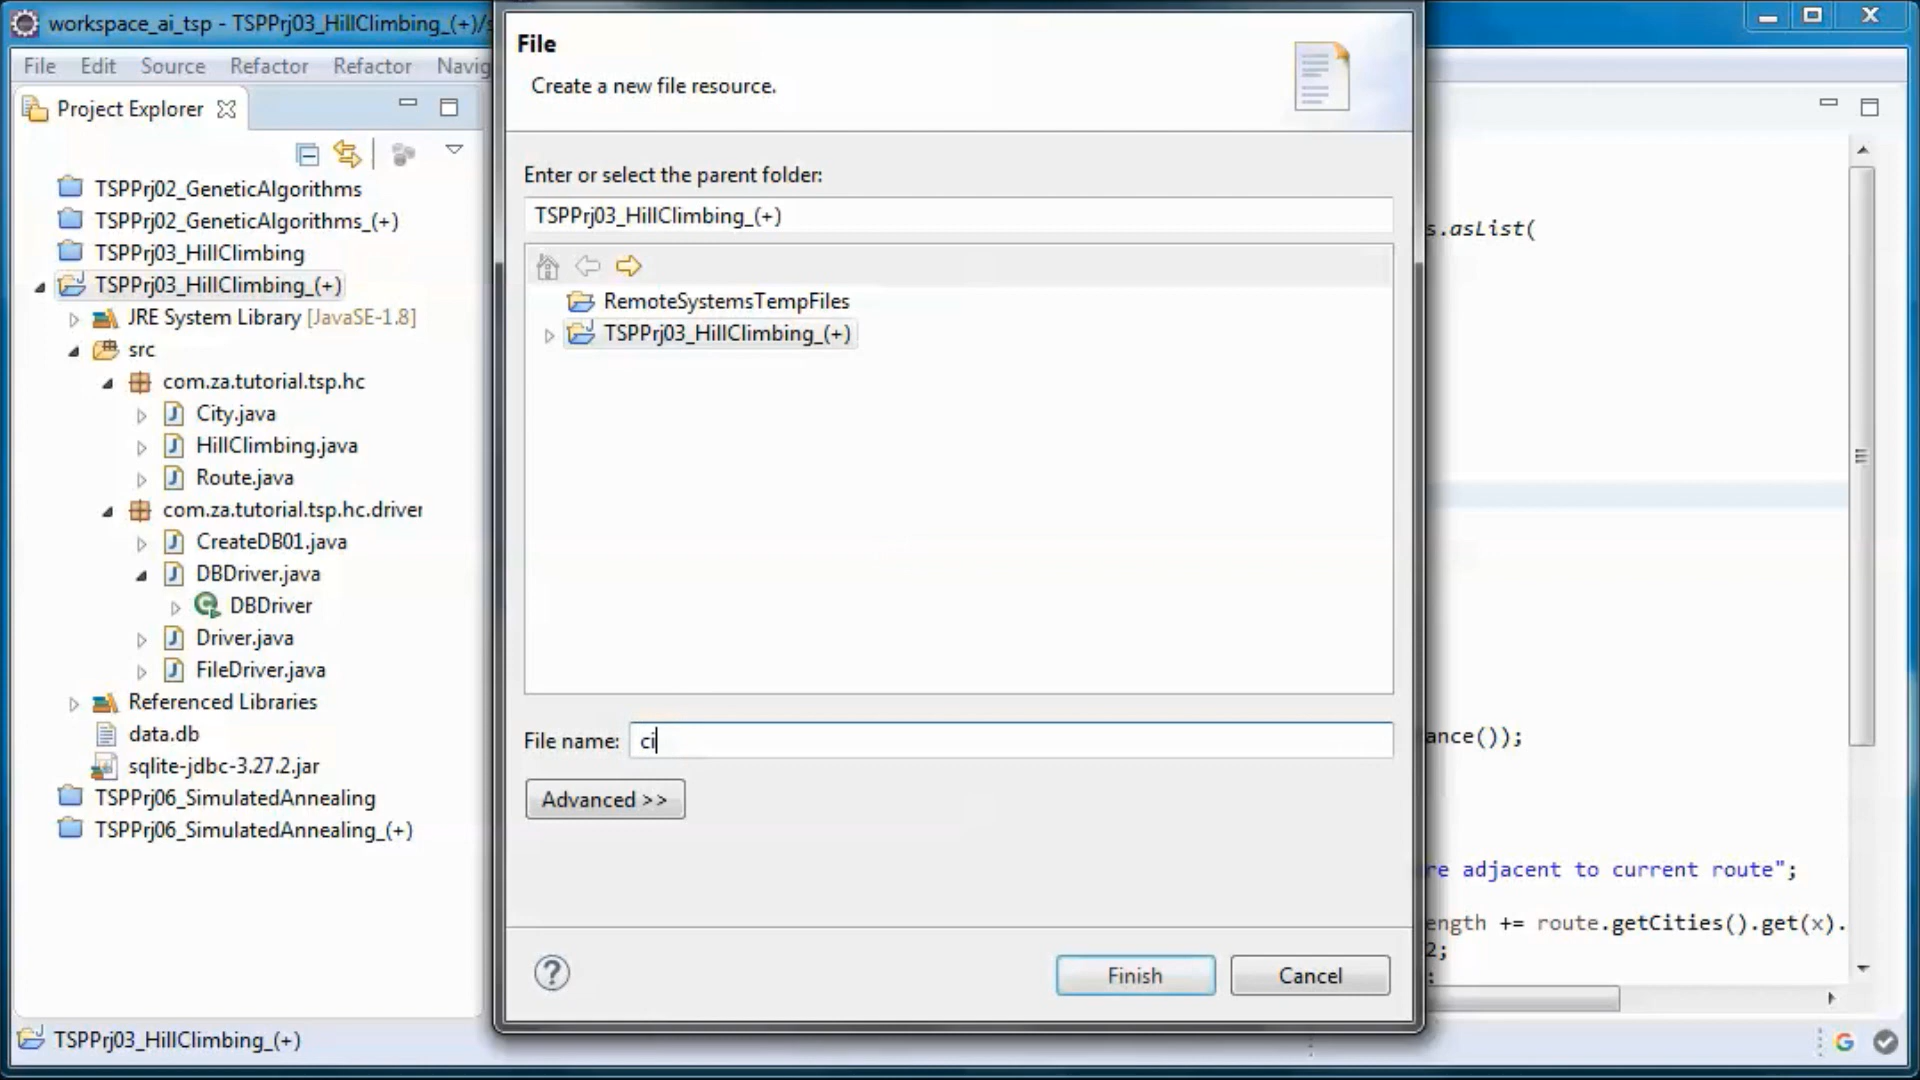 workspace_ai_tsp - TSPPrj03_HillClimbing_(+)/s
File Edit Source Refactor Refactor Navig
Project Explorer
TSPPrj02_GeneticAlgorithms
TSPPrj02_GeneticAlgorithms_(+)
TSPPrj03_HillClimbing
TSPPrj03_HillClimbing_(+)
JRE System Library [JavaSE-1.8]
src
com.za.tutorial.tsp.hc
City.java
HillClimbing.java
Route.java
com.za.tutorial.tsp.hc.driver
CreateDB01.java
DBDriver.java
DBDriver
Driver.java
FileDriver.java
Referenced Libraries
data.db
sqlite-jdbc-3.27.2.jar
TSPPrj06_SimulatedAnnealing
TSPPrj06_SimulatedAnnealing_(+)
TSPPrj03_HillClimbing_(+)
File
Create a new file resource.
Enter or select the parent folder:
TSPPrj03_HillClimbing_(+)
RemoteSystemsTempFiles
TSPPrj03_HillClimbing_(+)
File name: ci
Advanced >>
Finish Cancel
s.asList(
ance());
re adjacent to current route";
ength += route.getCities().get(x).
2;